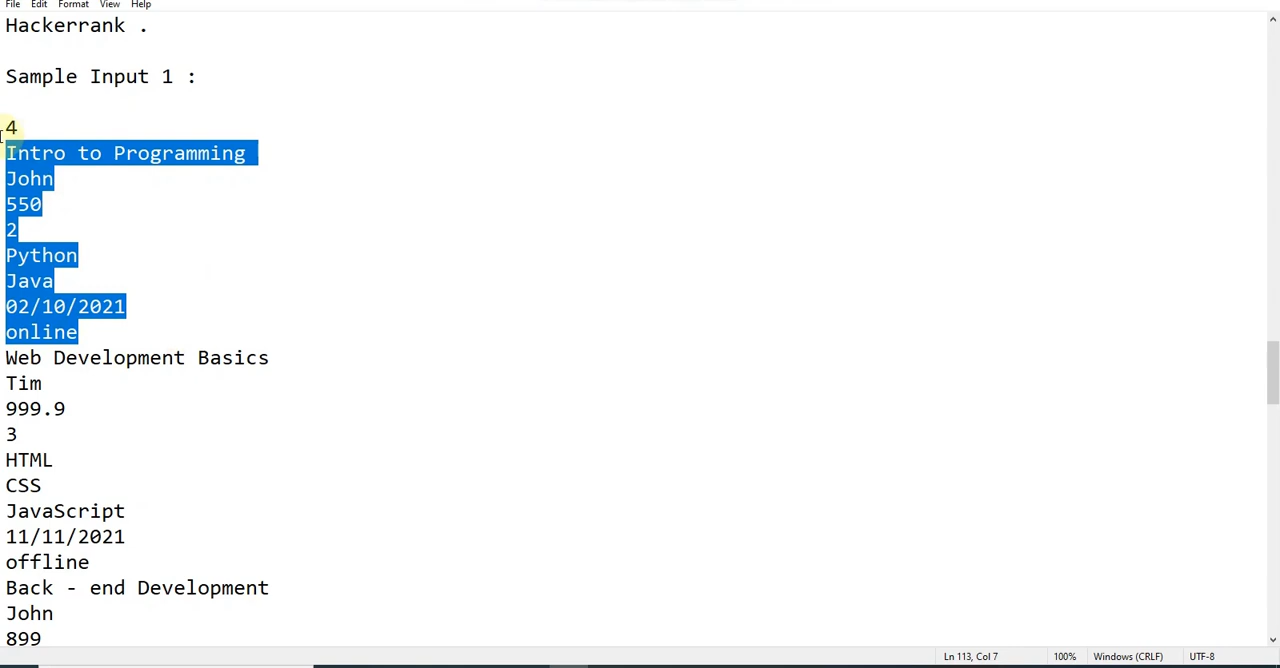 File Edit Format View Help
Hackerrank .
Sample Input 1 :
4
Intro to Programming
John
550
2
Python
Java
02/10/2021
online
Web Development Basics
Tim
999.9
3
HTML
CSS
JavaScript
11/11/2021
offline
Back - end Development
John
899
Ln 113, Col 7 100% Windows (CRLF) UTF-8